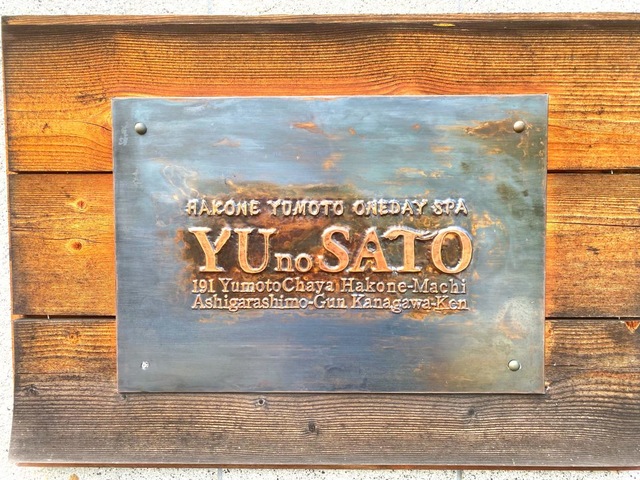 HAKONE YUMOTO ONEDAY SPA
YU no SATO
191 YumotoChaya Hakone-Machi
Ashigarashimo-Gun Kanagawa-Ken